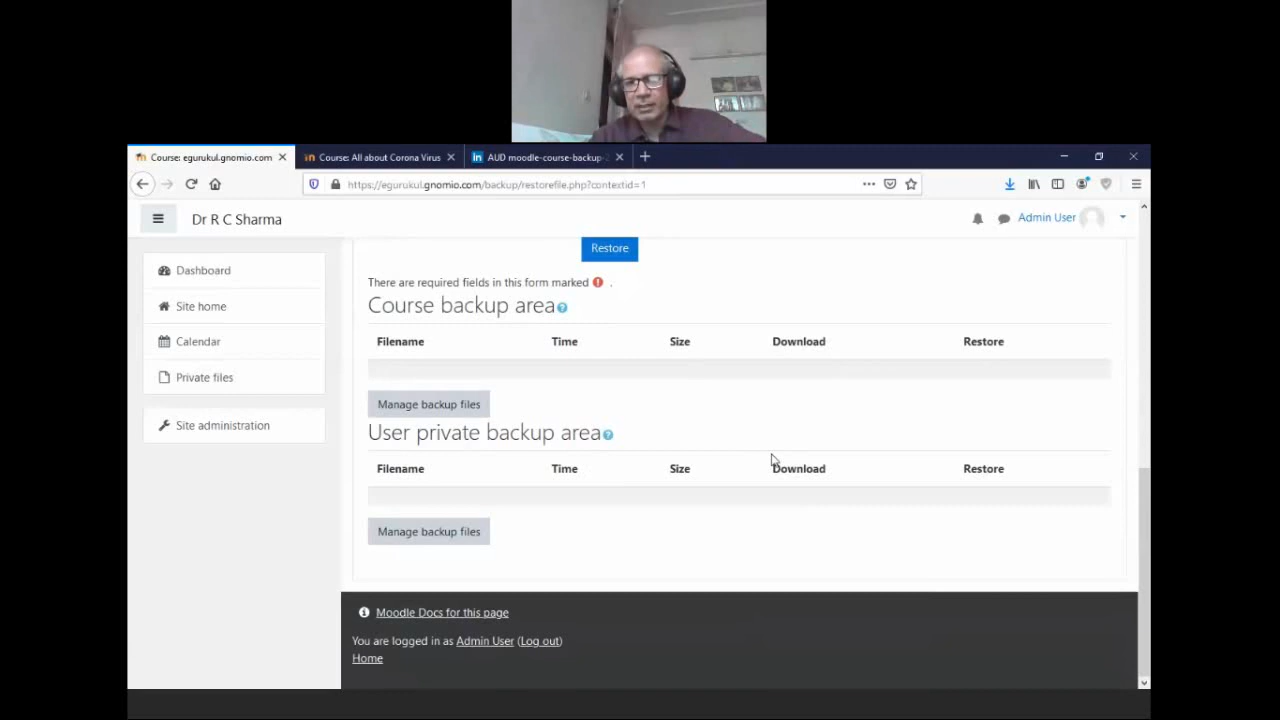 Course: egurukul.gnomio.com
Course: All about Corona Virus
AUD moodle-course-backup-
https://egurukul.gnomio.com/backup/restorefile.php?contextid=1
Dr R C Sharma
Admin User
Dashboard
Site home
Calendar
Private files
Site administration
Restore
There are required fields in this form marked .
Course backup area
Filename Time Size Download Restore
Manage backup files
User private backup area
Filename Time Size Download Restore
Manage backup files
Moodle Docs for this page
You are logged in as Admin User (Log out)
Home